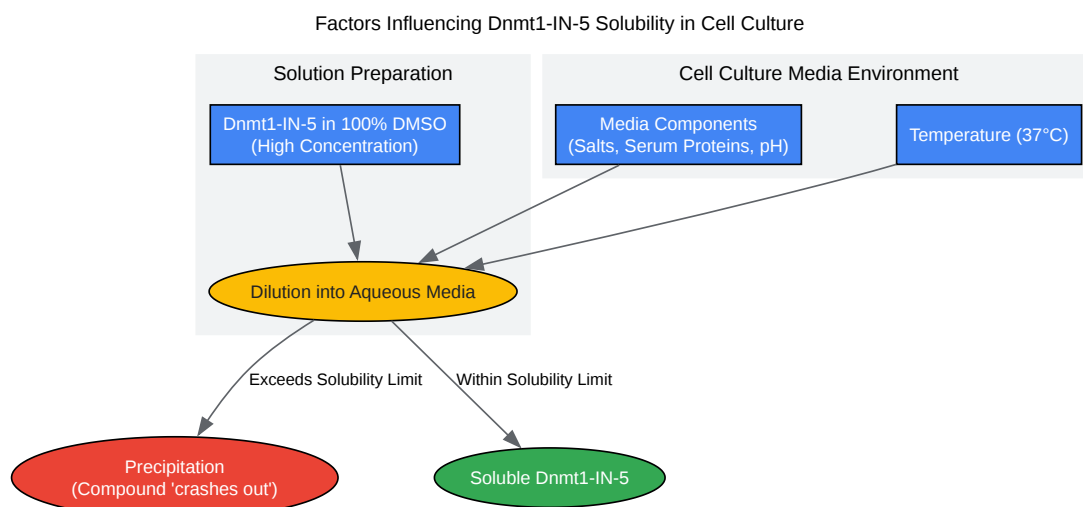 Factors Influencing Dnmt1-IN-5 Solubility in Cell Culture
Solution Preparation
Cell Culture Media Environment
Dnmt1-IN-5 in 100% DMSO
(High Concentration)
Media Components
(Salts, Serum Proteins, pH)
Temperature (37°C)
Dilution into Aqueous Media
Exceeds Solubility Limit
Within Solubility Limit
Precipitation
(Compound 'crashes out')
Soluble Dnmt1-IN-5